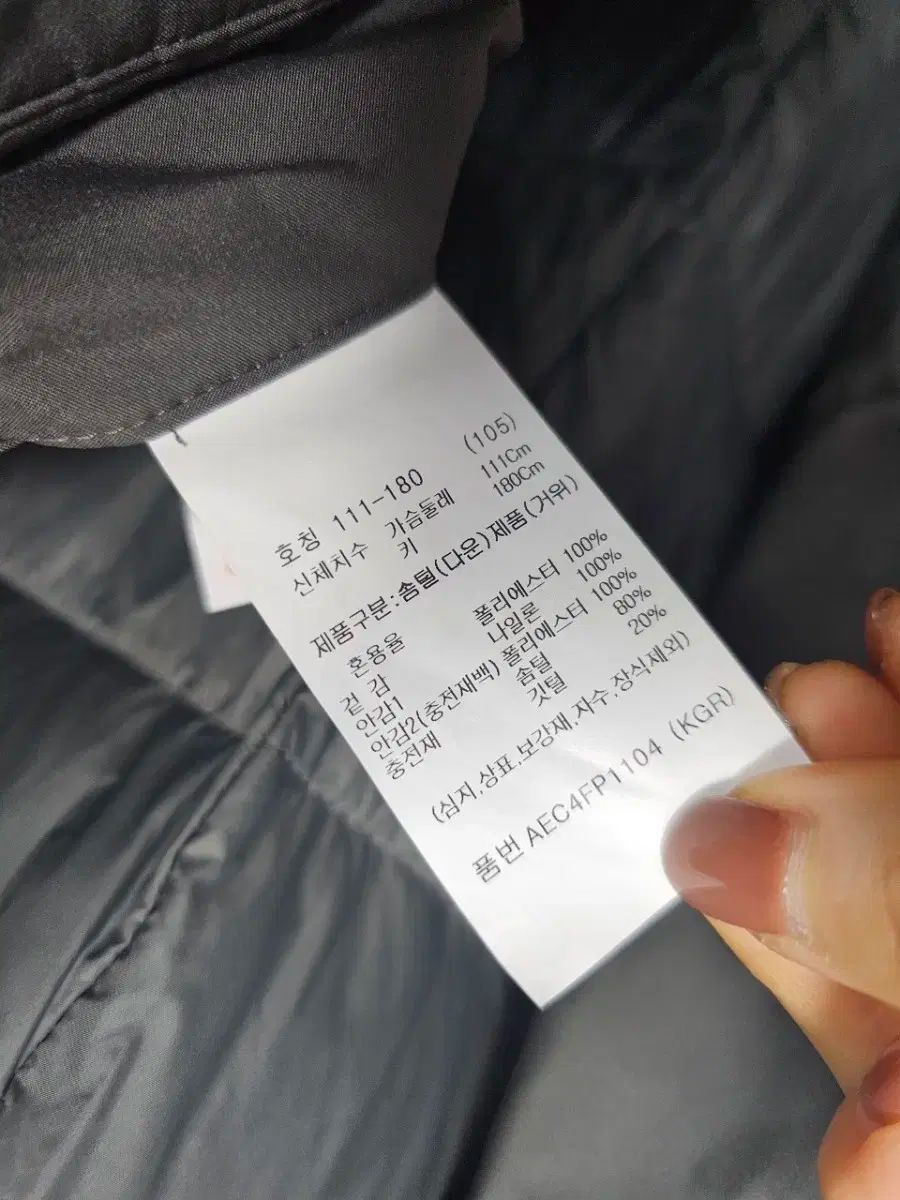 호칭 111-180 (105)
신체치수 가슴둘레 111Cm
키 180Cm
제품구분:솜털(다운)제품(거위)
혼용율
겉 감 폴리에스터 100%
안감1 나일론 100%
안감2(충전재백) 폴리에스터 100%
충전재 솜털 80%
깃털 20%
(심지,상표,보강재,자수,장식제외)
품번 AEC4FP1104 (KGR)